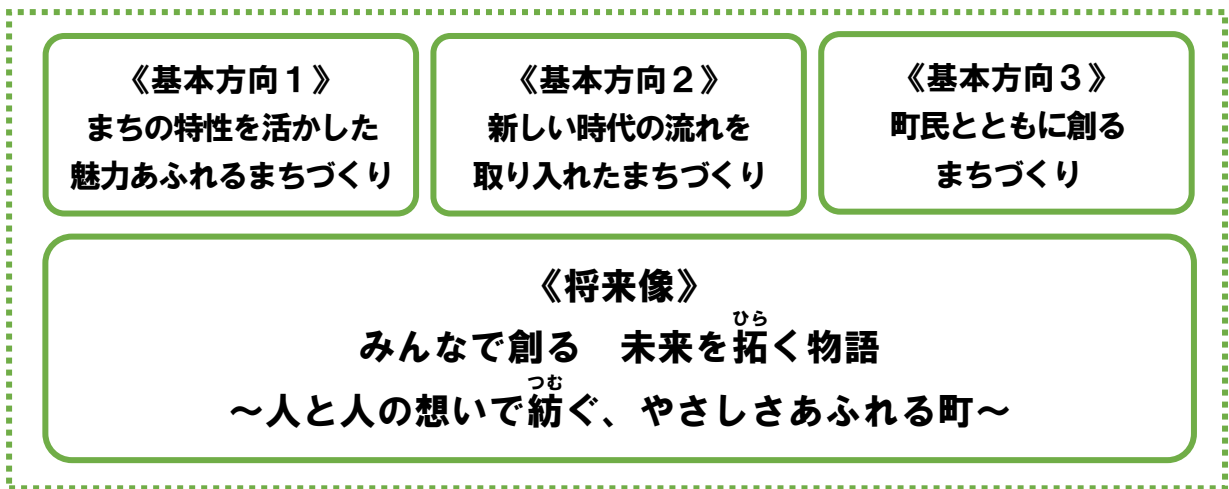 《基本方向１》
まちの特性を活かした
魅力あふれるまちづくり
《基本方向２》
新しい時代の流れを
取り入れたまちづくり
《基本方向３》
町民とともに創る
まちづくり
《将来像》
ひら
みんなで創る　未来を拓く物語
つむ
～人と人の想いで紡ぐ、やさしさあふれる町～